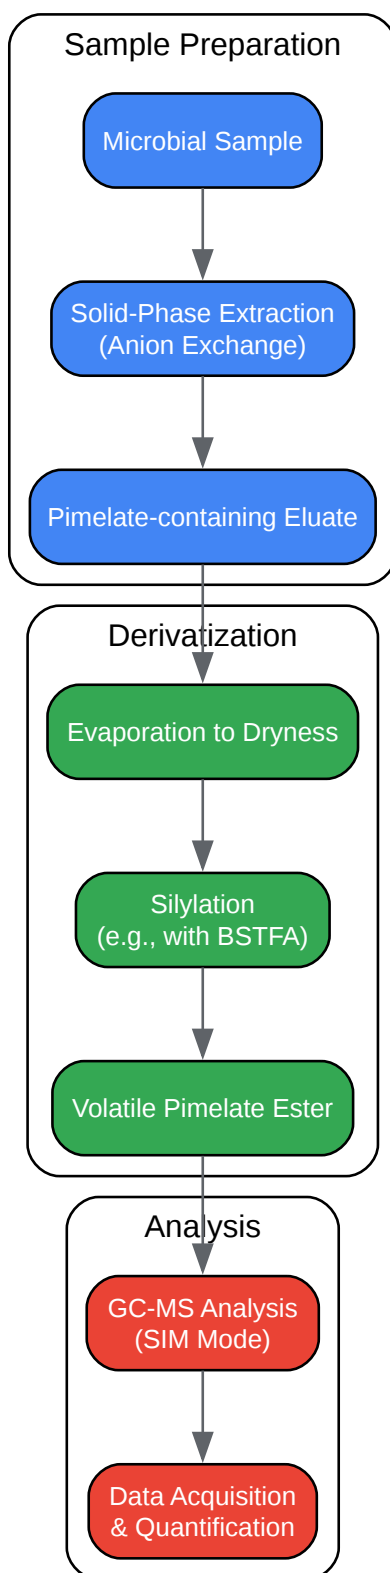 Sample Preparation
Microbial Sample
Solid-Phase Extraction
(Anion Exchange)
Pimelate-containing Eluate
Derivatization
Evaporation to Dryness
Silylation
(e.g., with BSTFA)
Volatile Pimelate Ester
Analysis
GC-MS Analysis
(SIM Mode)
Data Acquisition
& Quantification